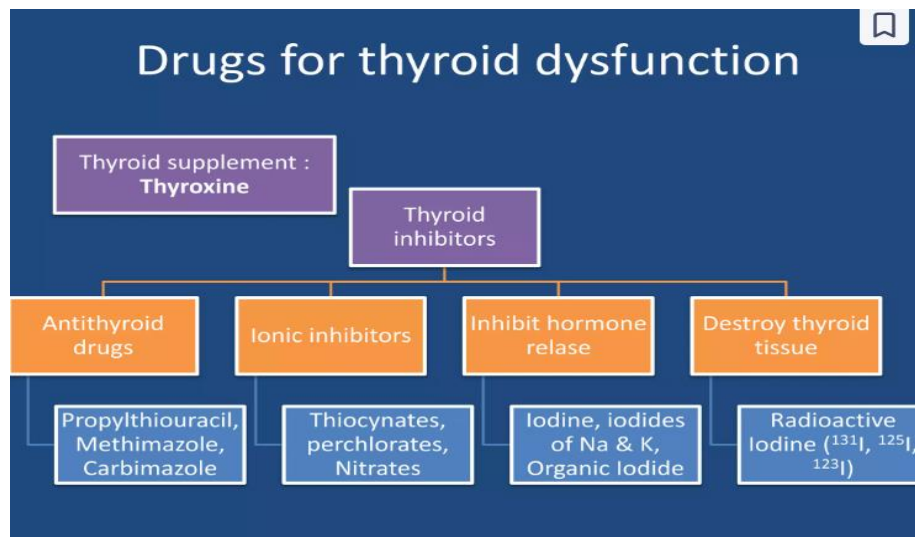 Drugs for thyroid dysfunction
Thyroid supplement :
Thyroxine
Thyroid
inhibitors
Antithyroid
drugs
Ionic inhibitors
Inhibit hormone
relase
Destroy thyroid
tissue
Propylthiouracil,
Methimazole,
Carbimazole
Thiocynates,
perchlorates,
Nitrates
Iodine, iodides
of Na & K,
Organic Iodide
Radioactive
Iodine (¹³¹I, ¹²⁵I,
¹²³I)